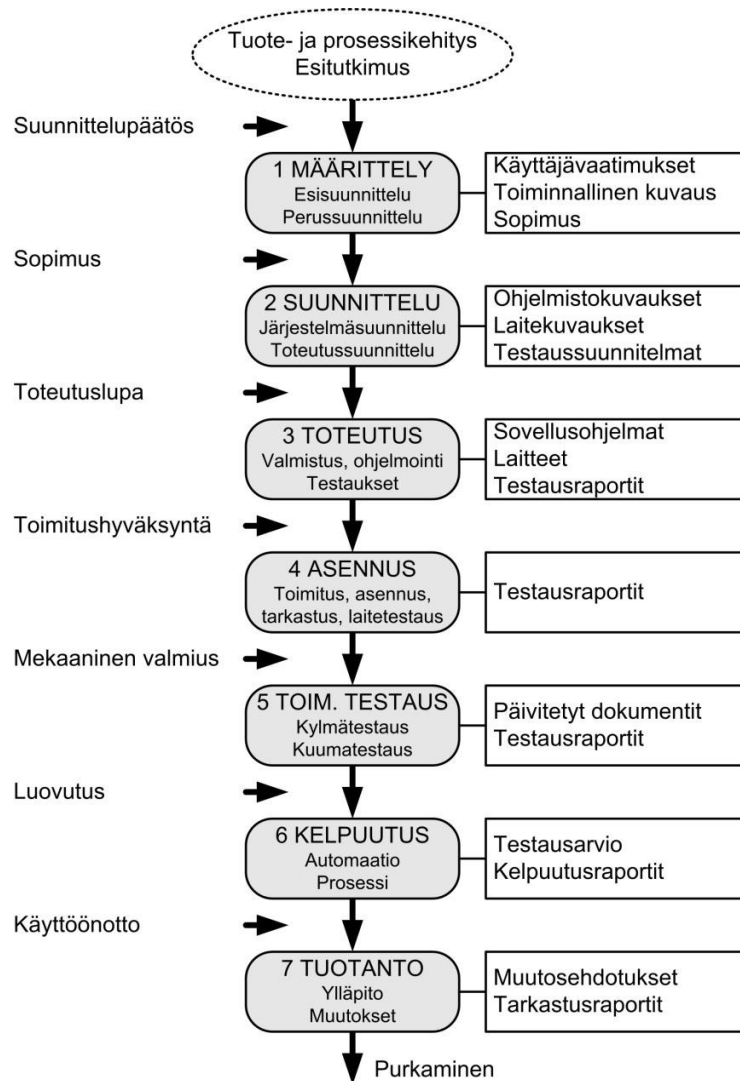 Tuote- ja prosessikehitys
Esitutkimus
Suunnittelupäätös
1 MÄÄRITTELY
Esisuunnittelu
Perussuunnittelu
Käyttäjävaatimukset
Toiminnallinen kuvaus
Sopimus
Sopimus
2 SUUNNITTELU
Järjestelmäsuunnittelu
Toteutussuunnittelu
Ohjelmistokuvaukset
Laitekuvaukset
Testaussuunnitelmat
Toteutuslupa
3 TOTEUTUS
Valmistus, ohjelmointi
Testaukset
Sovellusohjelmat
Laitteet
Testausraportit
Toimitushyväksyntä
4 ASENNUS
Toimitus, asennus,
tarkastus, laitetestaus
Testausraportit
Mekaaninen valmius
5 TOIM. TESTAUS
Kylmätestaus
Kuumatestaus
Päivitetyt dokumentit
Testausraportit
Luovutus
6 KELPUUTUS
Automaatio
Prosessi
Testausarvio
Kelpuutusraportit
Käyttöönotto
7 TUOTANTO
Ylläpito
Muutokset
Muutosehdotukset
Tarkastusraportit
Purkaminen